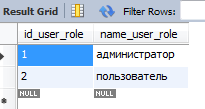 Result Grid Filter Rows:
id_user_role name_user_role
1 администратор
2 пользователь
NULL NULL